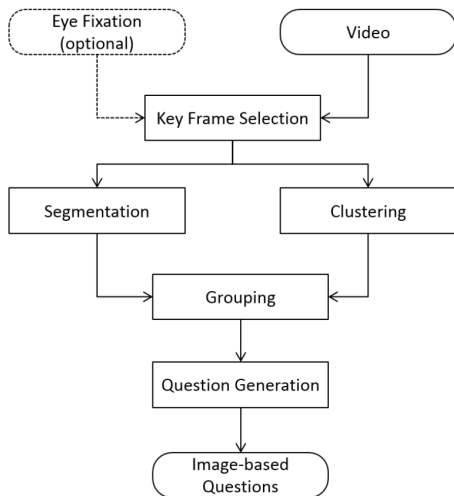 Eye Fixation
(optional)
Video
Key Frame Selection
Segmentation
Clustering
Grouping
Question Generation
Image-based
Questions